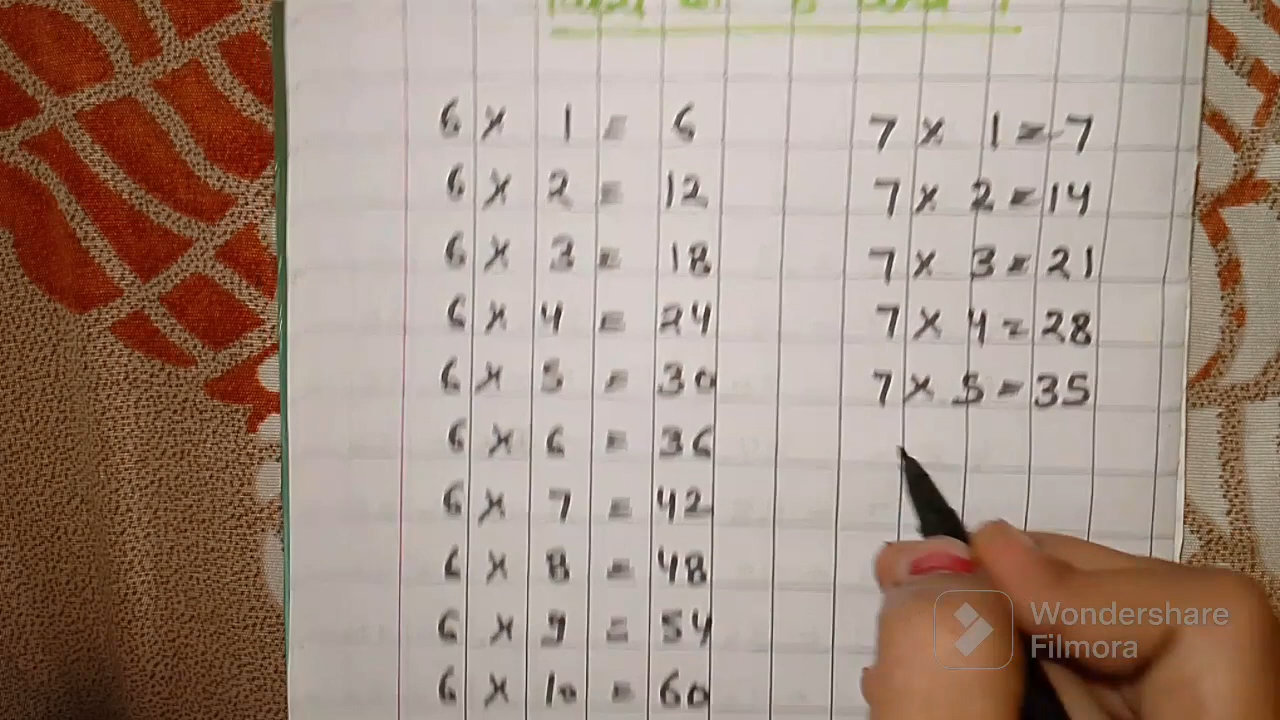 6 × 1 = 6
6 × 2 = 12
6 × 3 = 18
6 × 4 = 24
6 × 5 = 30
6 × 6 = 36
6 × 7 = 42
6 × 8 = 48
6 × 9 = 54
6 × 10 = 60
7 × 1 = 7
7 × 2 = 14
7 × 3 = 21
7 × 4 = 28
7 × 5 = 35
Wondershare
Filmora